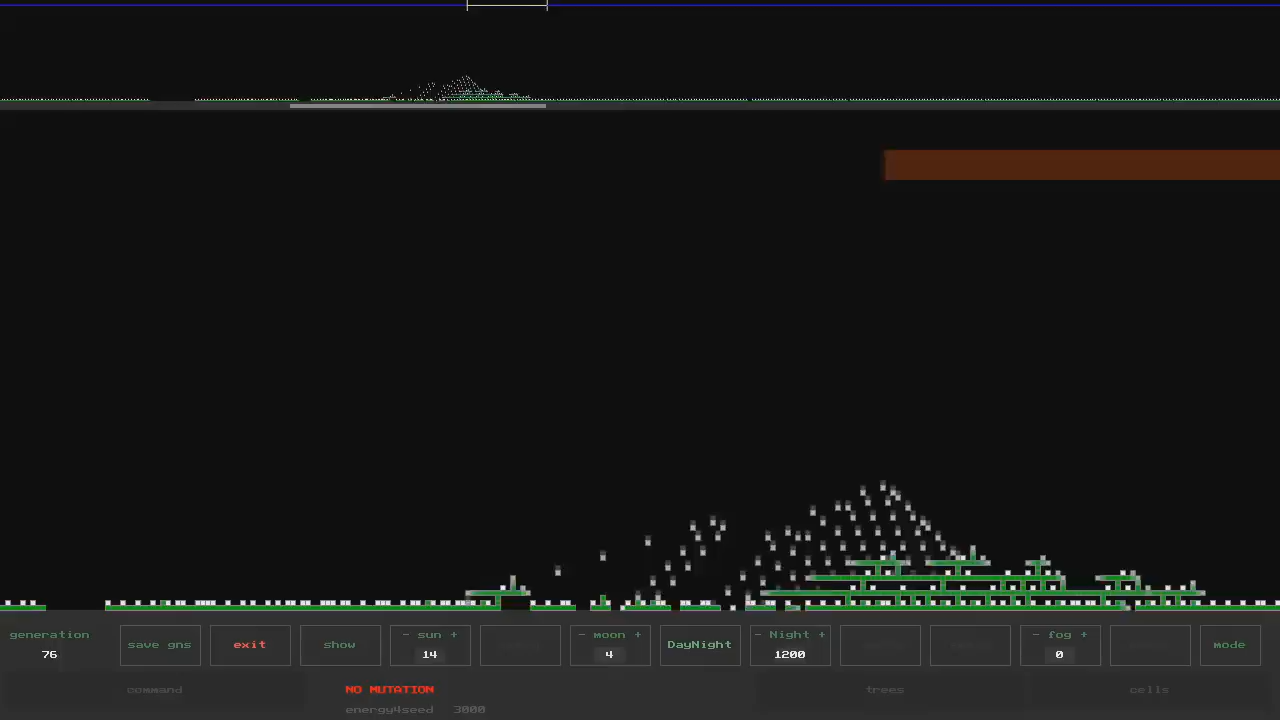 generation
76
save gns
exit
show
- sun +
14
- moon +
4
DayNight
- Night +
1200
- fog +
0
mode
command
NO MUTATION
trees
cells
energy4seed 3000